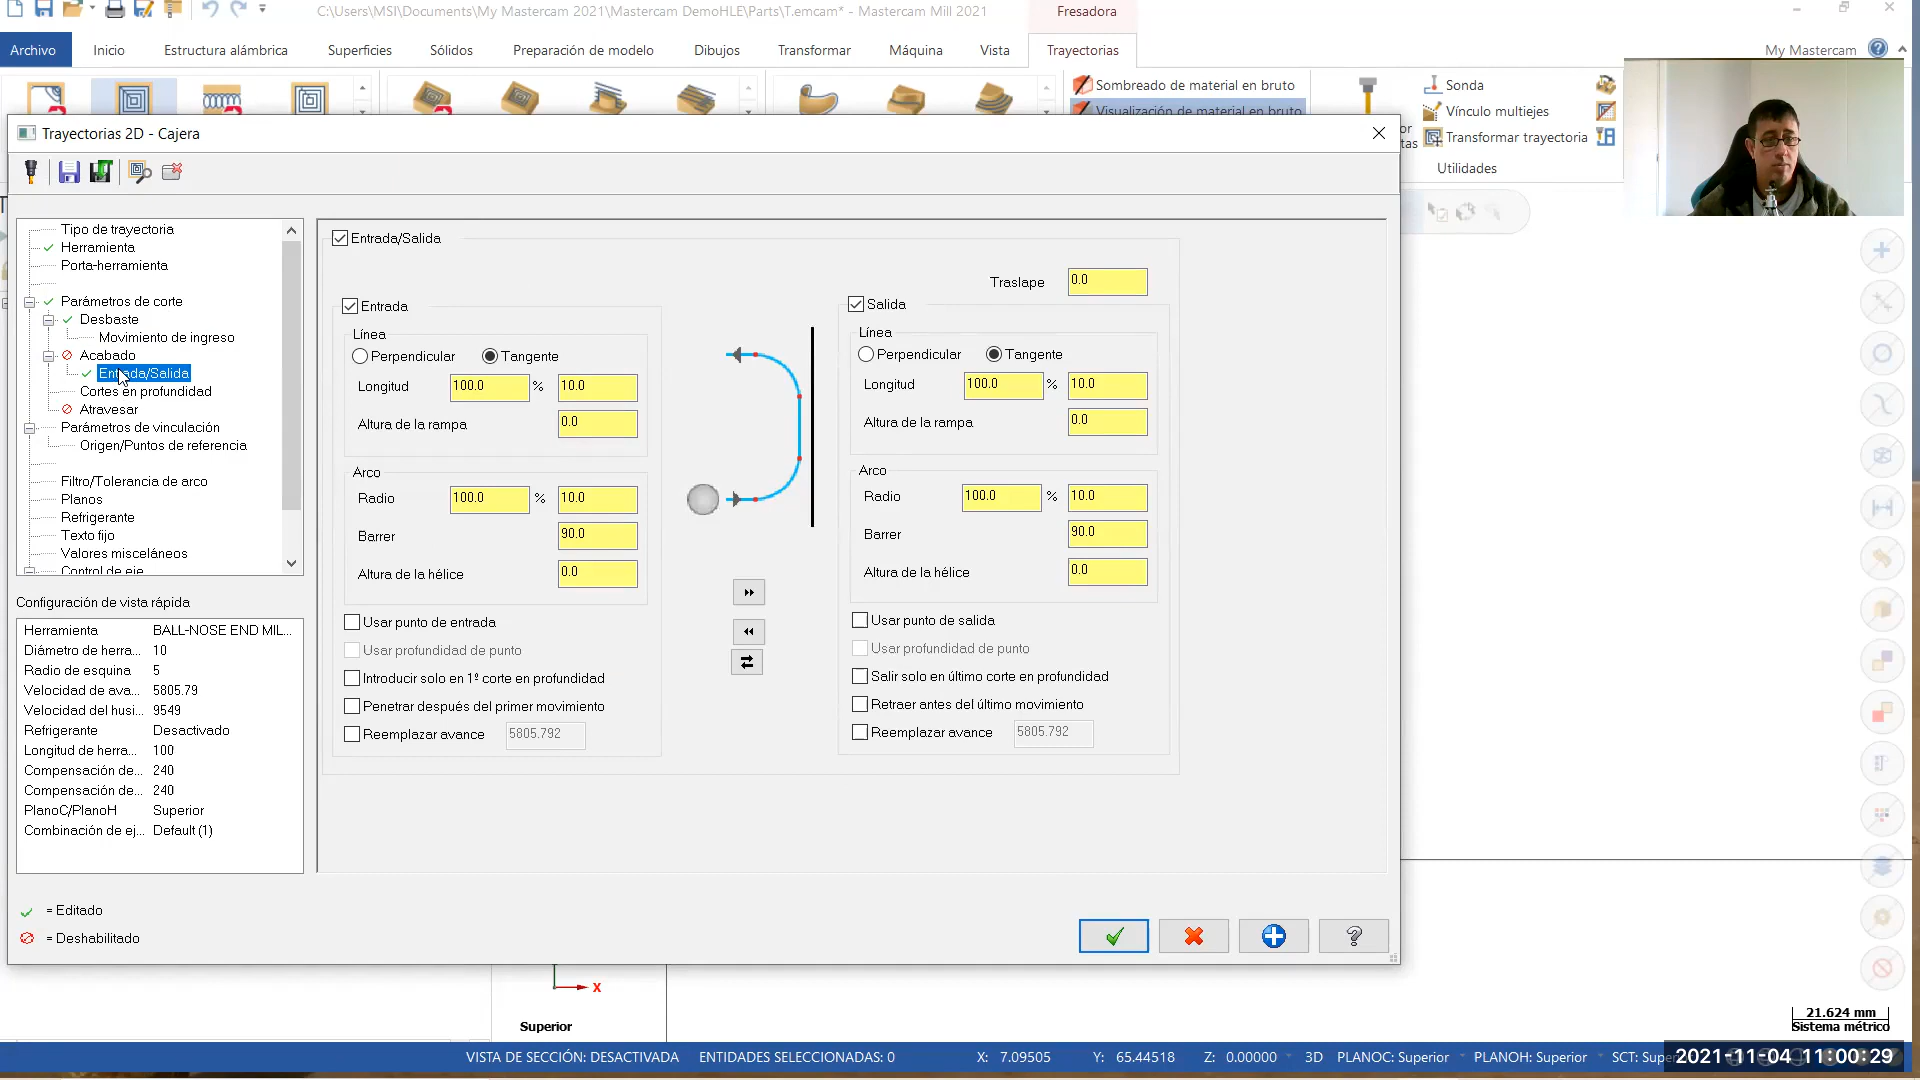 C:\Users\MSI\Documents\My Mastercam 2021\Mastercam DemoHLE\Parts\T.emcam* - Mastercam Mill 2021
Fresadora
Archivo Inicio Estructura alámbrica Superficies Sólidos Preparación de modelo Dibujos Transformar Máquina Vista Trayectorias My Mastercam
Sombreado de material en bruto
Visualización de material en bruto
Sonda
Vínculo multiejes
Transformar trayectoria
Utilidades
Trayectorias 2D - Cajera
Tipo de trayectoria
Herramienta
Porta-herramienta
Parámetros de corte
Desbaste
Movimiento de ingreso
Acabado
Entrada/Salida
Cortes en profundidad
Atravesar
Parámetros de vinculación
Origen/Puntos de referencia
Filtro/Tolerancia de arco
Planos
Refrigerante
Texto fijo
Valores misceláneos
Control de eje
Configuración de vista rápida
Herramienta BALL-NOSE END MIL...
Diámetro de herra... 10
Radio de esquina 5
Velocidad de ava... 5805.79
Velocidad del husi... 9549
Refrigerante Desactivado
Longitud de herra... 100
Compensación de... 240
Compensación de... 240
PlanoC/PlanoH Superior
Combinación de ej... Default (1)
= Editado
= Deshabilitado
Entrada/Salida
Traslape 0.0
Entrada
Línea
Perpendicular Tangente
Longitud 100.0 % 10.0
Altura de la rampa 0.0
Arco
Radio 100.0 % 10.0
Barrer 90.0
Altura de la hélice 0.0
Usar punto de entrada
Usar profundidad de punto
Introducir solo en 1º corte en profundidad
Penetrar después del primer movimiento
Reemplazar avance 5805.792
Salida
Línea
Perpendicular Tangente
Longitud 100.0 % 10.0
Altura de la rampa 0.0
Arco
Radio 100.0 % 10.0
Barrer 90.0
Altura de la hélice 0.0
Usar punto de salida
Usar profundidad de punto
Salir solo en último corte en profundidad
Retraer antes del último movimiento
Reemplazar avance 5805.792
X
Superior
21.624 mm
Sistema métrico
VISTA DE SECCIÓN: DESACTIVADA ENTIDADES SELECCIONADAS: 0 X: 7.09505 Y: 65.44518 Z: 0.00000 3D PLANOC: Superior PLANOH: Superior SCT:
2021-11-04 11:00:29